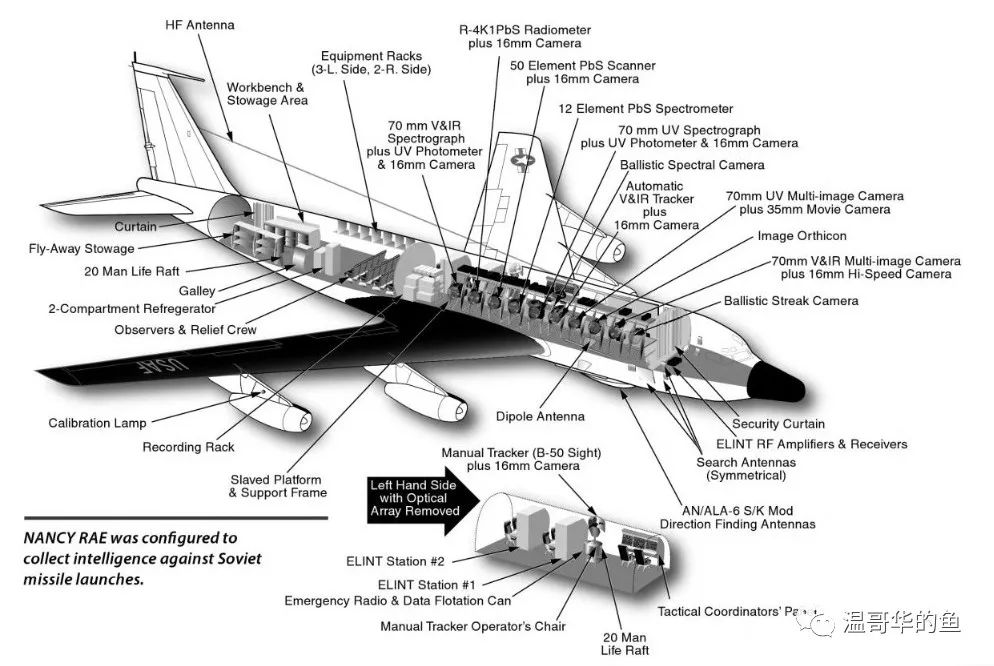 HF Antenna
R-4K1PbS Radiometer
plus 16mm Camera
Equipment Racks
(3-L. Side, 2-R. Side)
50 Element PbS Scanner
plus 16mm Camera
Workbench &
Stowage Area
12 Element PbS Spectrometer
70 mm V&IR
Spectrograph
plus UV Photometer
& 16mm Camera
70 mm UV Spectrograph
plus UV Photometer & 16mm Camera
Ballistic Spectral Camera
Automatic
V&IR Tracker
plus
16mm Camera
70mm UV Multi-image Camera
plus 35mm Movie Camera
Image Orthicon
70mm V&IR Multi-image Camera
plus 16mm Hi-Speed Camera
Ballistic Streak Camera
Curtain
Fly-Away Stowage
20 Man Life Raft
Galley
2-Compartment Refregerator
Observers & Relief Crew
USAF
Calibration Lamp
Recording Rack
Slaved Platform
& Support Frame
Dipole Antenna
Security Curtain
ELINT RF Amplifiers & Receivers
Search Antennas
(Symmetrical)
AN/ALA-6 S/K Mod
Direction Finding Antennas
Manual Tracker (B-50 Sight)
plus 16mm Camera
Left Hand Side
with Optical
Array Removed
NANCY RAE was configured to
collect intelligence against Soviet
missile launches.
ELINT Station #2
ELINT Station #1
Emergency Radio & Data Flotation Can
Manual Tracker Operator's Chair
20 Man
Life Raft
Tactical Coordinators'
温哥华的鱼